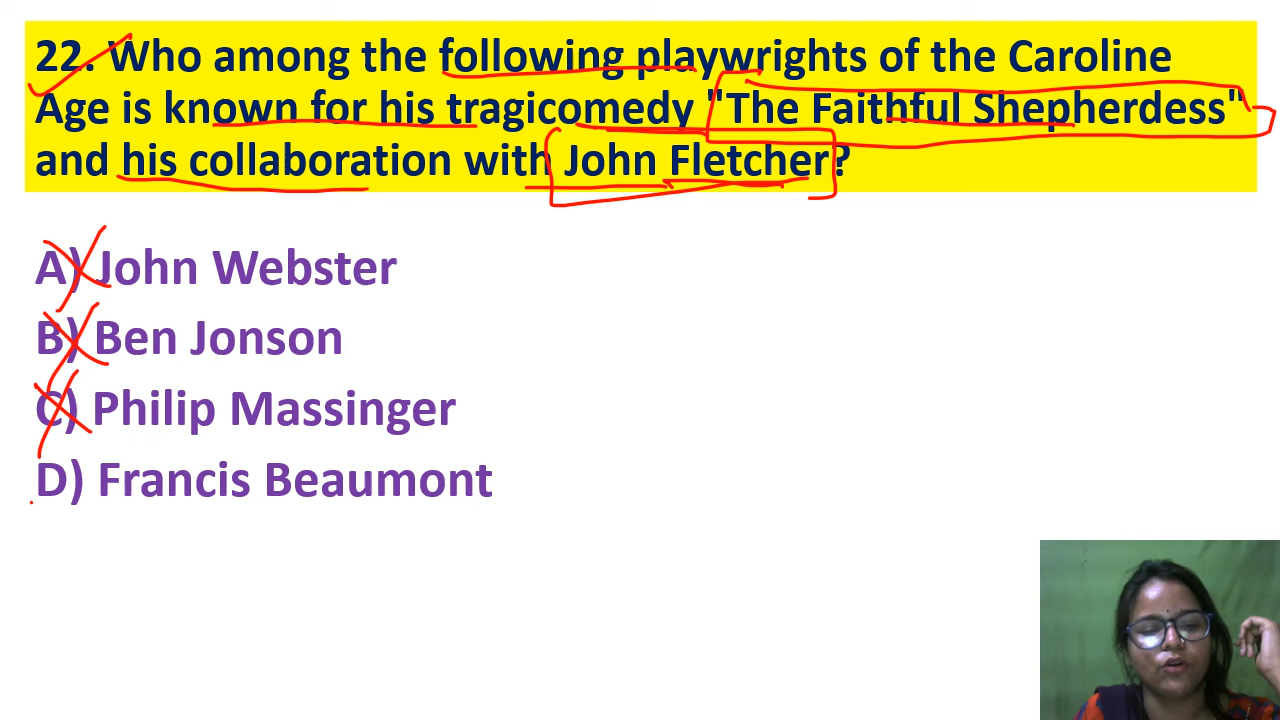 22. Who among the following playwrights of the Caroline
Age is known for his tragicomedy "The Faithful Shepherdess"
and his collaboration with John Fletcher?
A) John Webster
B) Ben Jonson
C) Philip Massinger
D) Francis Beaumont